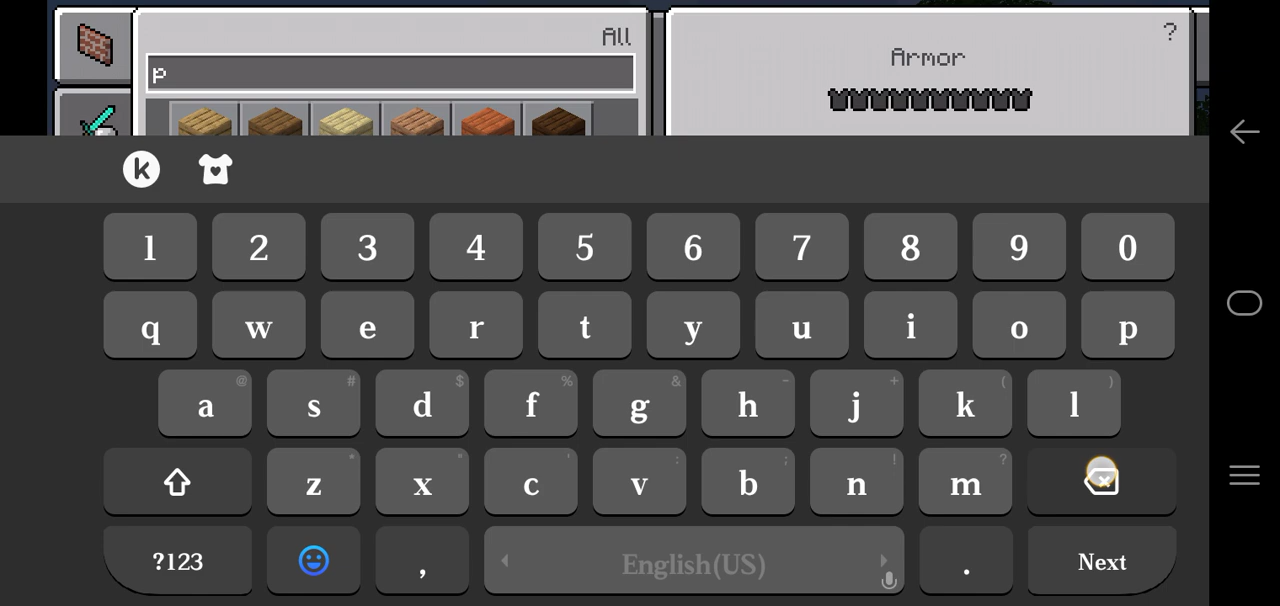 All
p
?
Armor
k
1 2 3 4 5 6 7 8 9 0
q w e r t y u i o p
@ # $ % & - + ( )
a s d f g h j k l
* " ' : ; ! ?
z x c v b n m
?123 , English(US) . Next